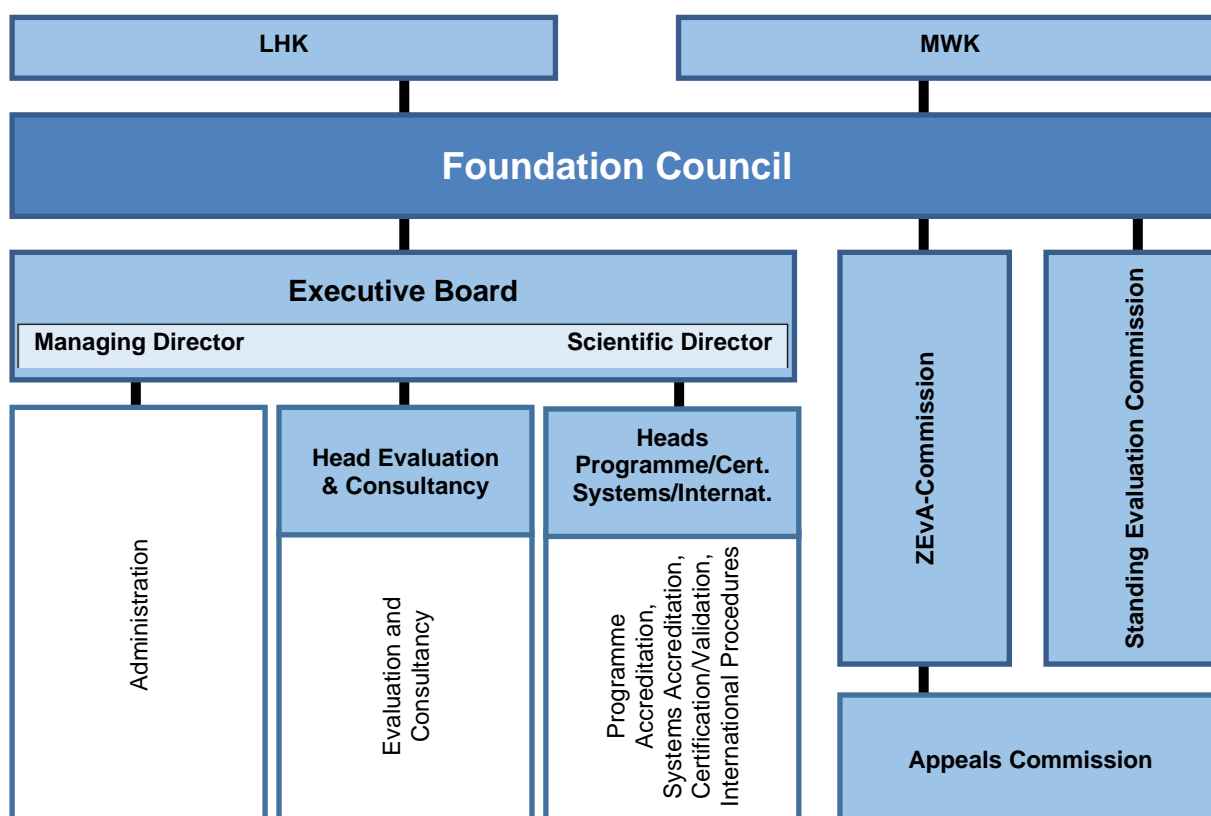 LHK
MWK
Foundation Council
Executive Board
Managing Director
Scientific Director
ZEvA-Commission
Standing Evaluation Commission
Administration
Head Evaluation
& Consultancy
Evaluation and
Consultancy
Heads
Programme/Cert.
Systems/Internat.
Programme
Accreditation,
Systems Accreditation,
Certification/Validation,
International Procedures
Appeals Commission